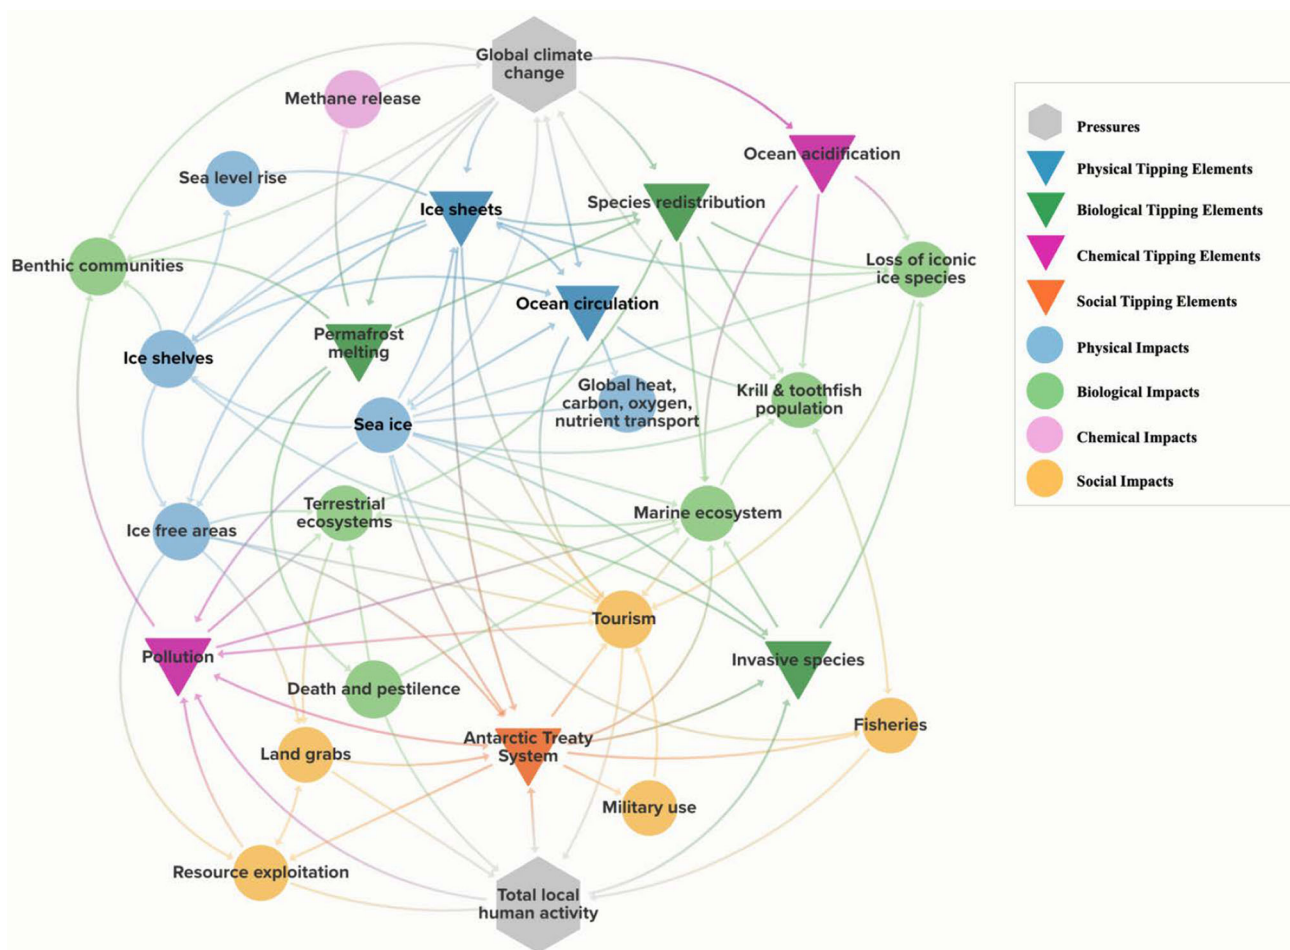 Global climate
change
Methane release
Ocean acidification
Sea level rise
Ice sheets
Species redistribution
Benthic communities
Loss of iconic
ice species
Ocean circulation
Permafrost
melting
Ice shelves
Global heat,
carbon, oxygen,
nutrient transport
Krill & toothfish
population
Sea ice
Terrestrial
ecosystems
Marine ecosystem
Ice free areas
Tourism
Pollution
Invasive species
Death and pestilence
Fisheries
Antarctic Treaty
System
Land grabs
Military use
Resource exploitation
Total local
human activity
Pressures
Physical Tipping Elements
Biological Tipping Elements
Chemical Tipping Elements
Social Tipping Elements
Physical Impacts
Biological Impacts
Chemical Impacts
Social Impacts